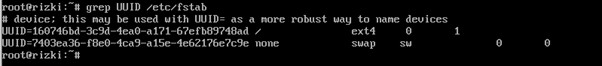 root@rizki:~# grep UUID /etc/fstab
# device; this may be used with UUID= as a more robust way to name devices
UUID=160746bd-3c9d-4ea0-a171-67efb89748ad / ext4 0 1
UUID=7403ea36-f8e0-4ca9-a15e-4e62176e7c9e none swap sw 0 0
root@rizki:~#